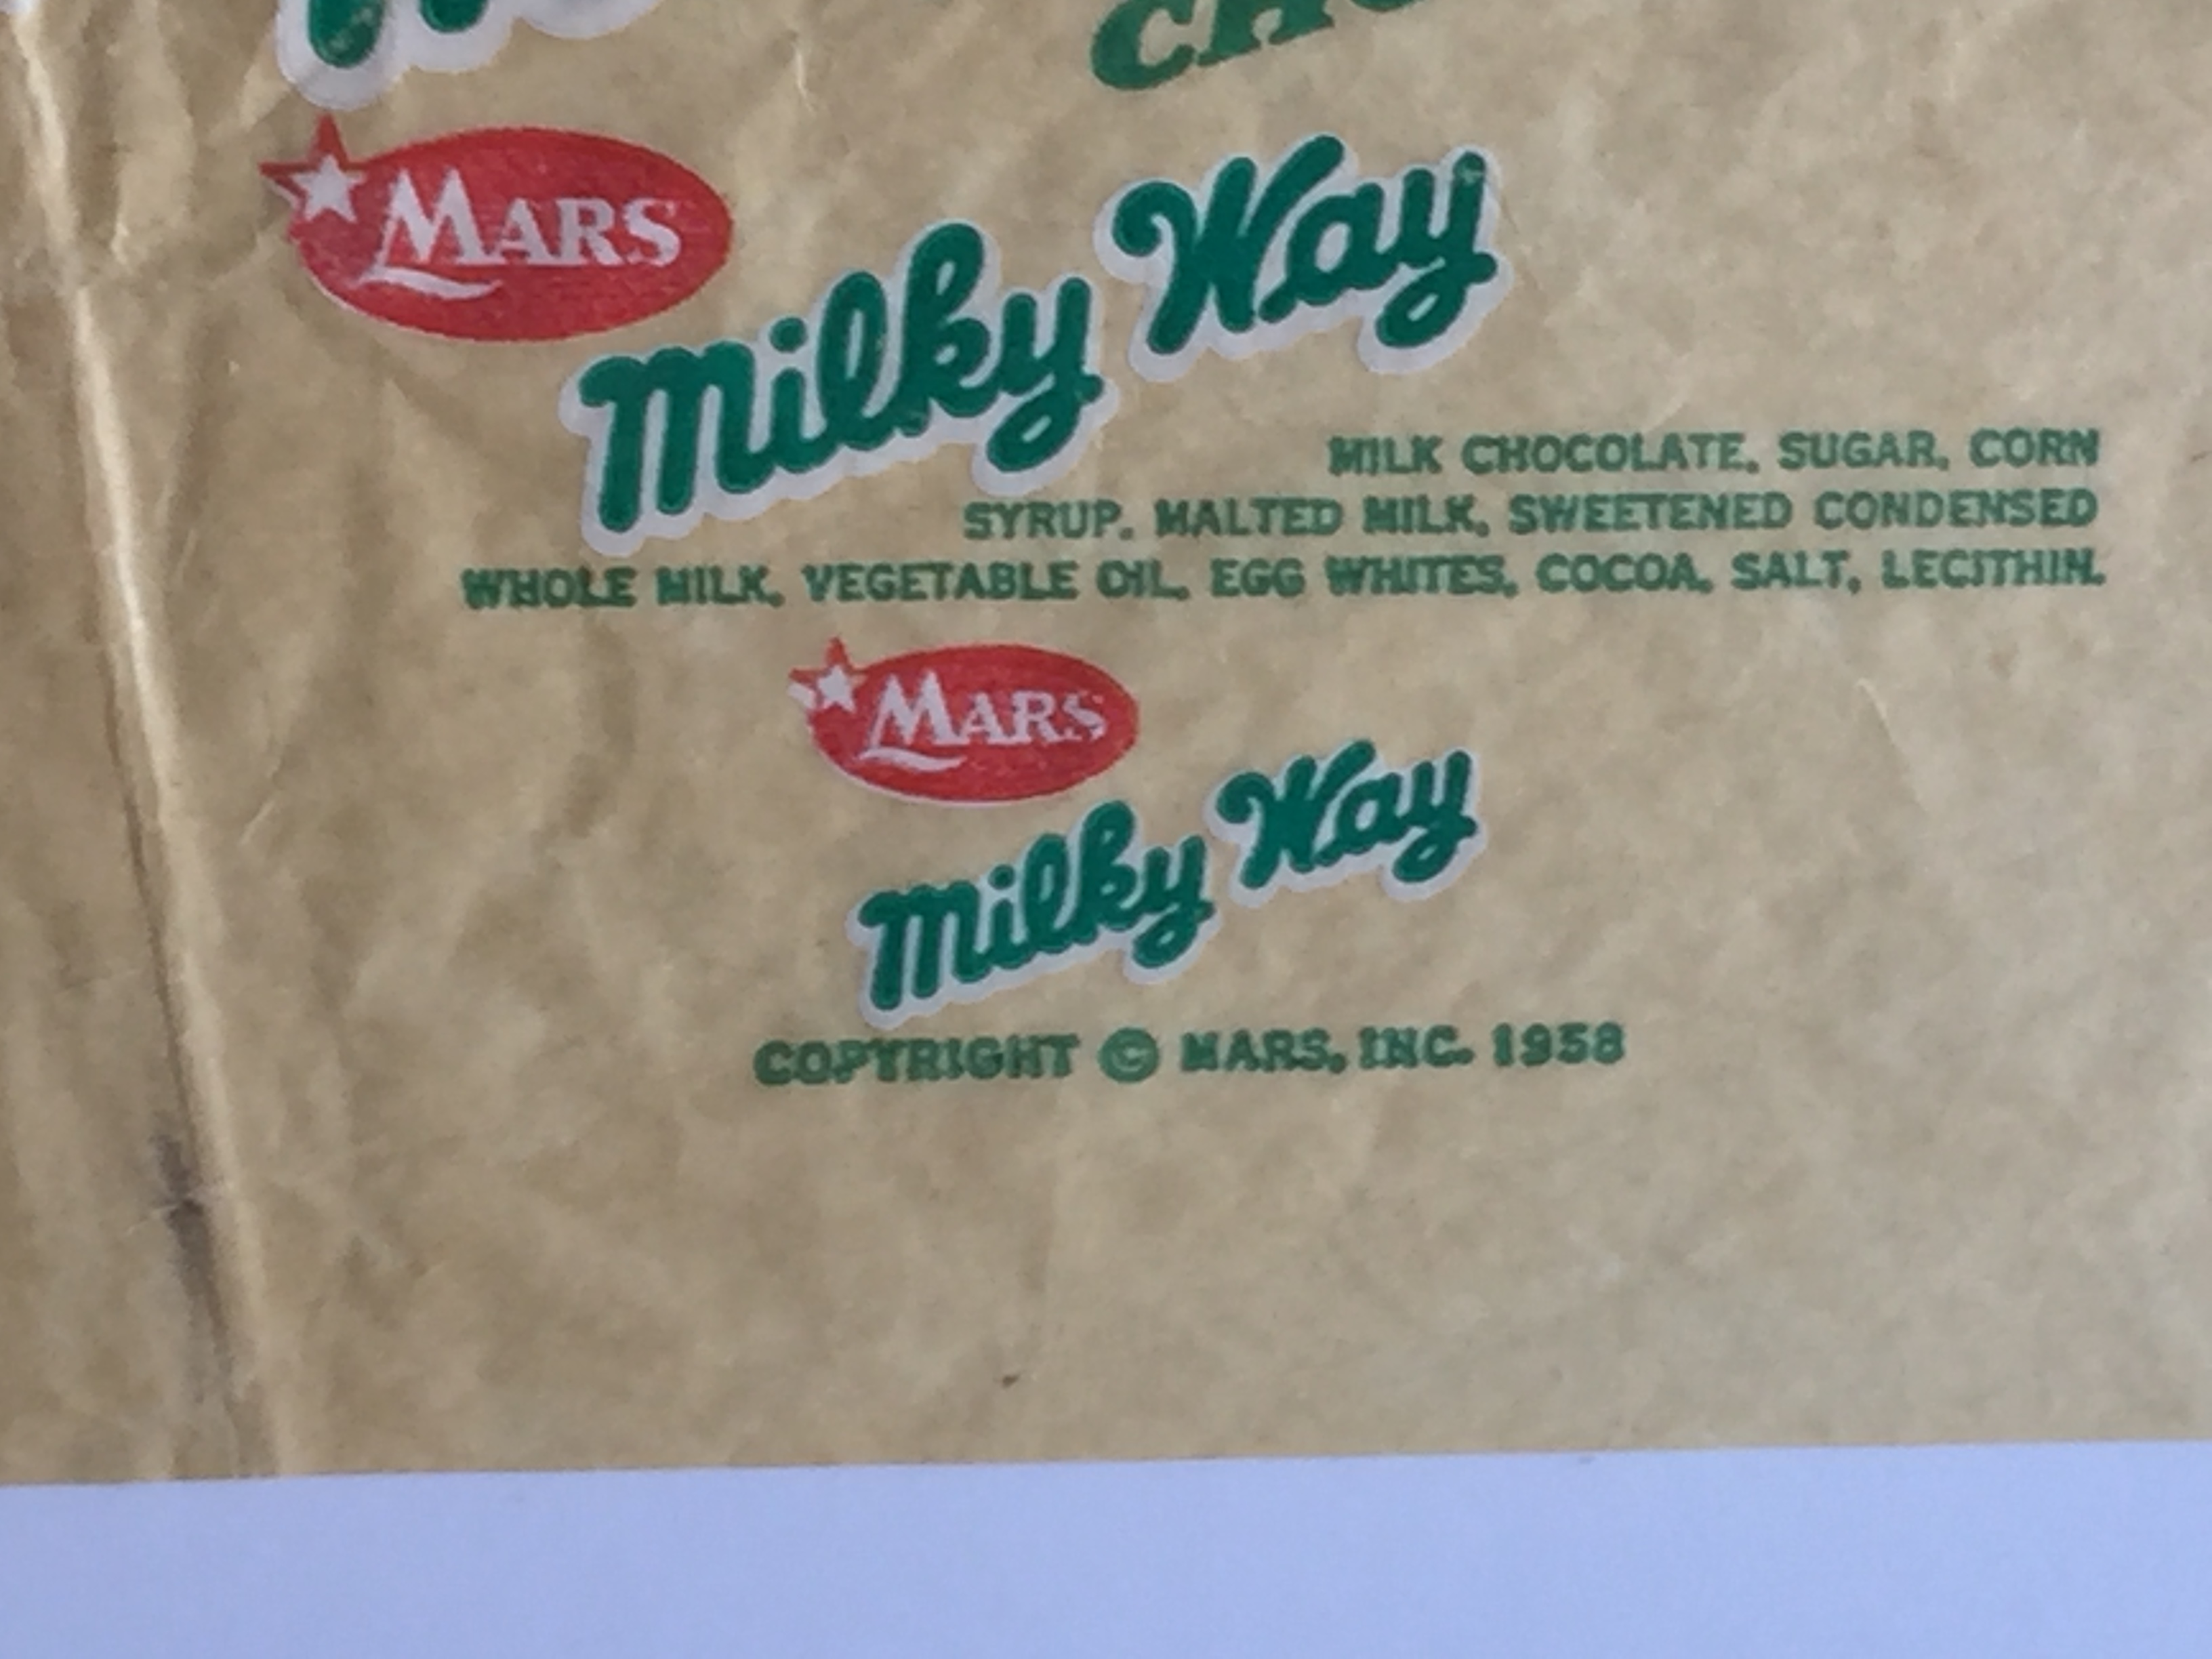 MARS
Milky Way
MILK CHOCOLATE, SUGAR, CORN
SYRUP, MALTED MILK, SWEETENED CONDENSED
WHOLE MILK, VEGETABLE OIL, EGG WHITES, COCOA, SALT, LECITHIN.
MARS
Milky Way
COPYRIGHT © MARS, INC. 1958